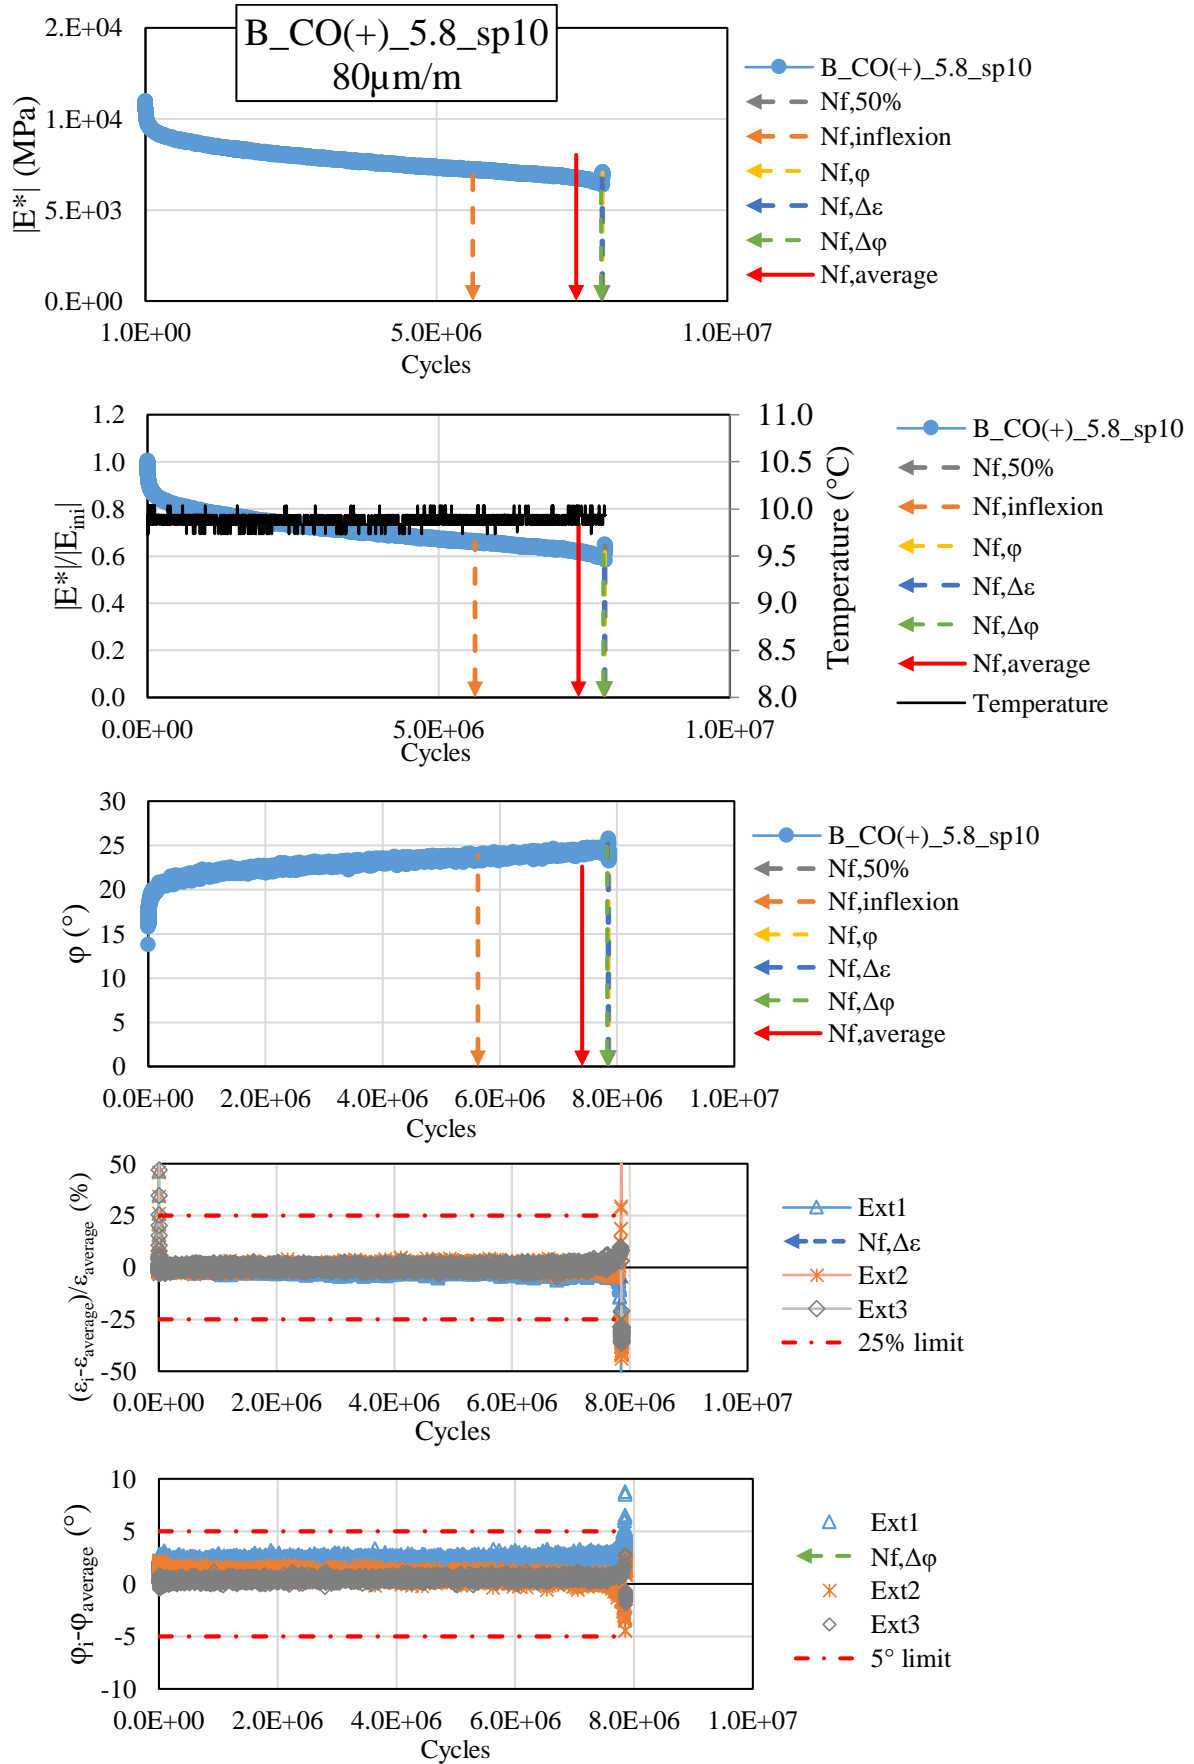 B_CO(+)_5.8_sp10
80µm/m
2.E+04
1.E+04
5.E+03
0.E+00
|E*| (MPa)
1.0E+00
5.0E+06
1.0E+07
Cycles
B_CO(+)_5.8_sp10
Nf,50%
Nf,inflexion
Nf,φ
Nf,Δε
Nf,Δφ
Nf,average
1.2
1.0
0.8
0.6
0.4
0.2
0.0
|E*|/|E_ini|
11.0
10.5
10.0
9.5
9.0
8.5
8.0
Temperature (°C)
0.0E+00
5.0E+06
1.0E+07
Cycles
B_CO(+)_5.8_sp10
Nf,50%
Nf,inflexion
Nf,φ
Nf,Δε
Nf,Δφ
Nf,average
Temperature
30
25
20
15
10
5
0
φ (°)
0.0E+00
2.0E+06
4.0E+06
6.0E+06
8.0E+06
1.0E+07
Cycles
B_CO(+)_5.8_sp10
Nf,50%
Nf,inflexion
Nf,φ
Nf,Δε
Nf,Δφ
Nf,average
50
25
0
-25
-50
(ε_i-ε_average)/ε_average (%)
0.0E+00
2.0E+06
4.0E+06
6.0E+06
8.0E+06
1.0E+07
Cycles
Ext1
Nf,Δε
Ext2
Ext3
25% limit
10
5
0
-5
-10
φ_i-φ_average (°)
0.0E+00
2.0E+06
4.0E+06
6.0E+06
8.0E+06
1.0E+07
Cycles
Ext1
Nf,Δφ
Ext2
Ext3
5° limit